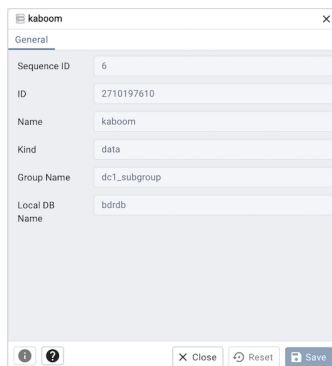 kaboom
General
Sequence ID 6
ID 2710197610
Name kaboom
Kind data
Group Name dc1_subgroup
Local DB bdrdb
Name
Close Reset Save